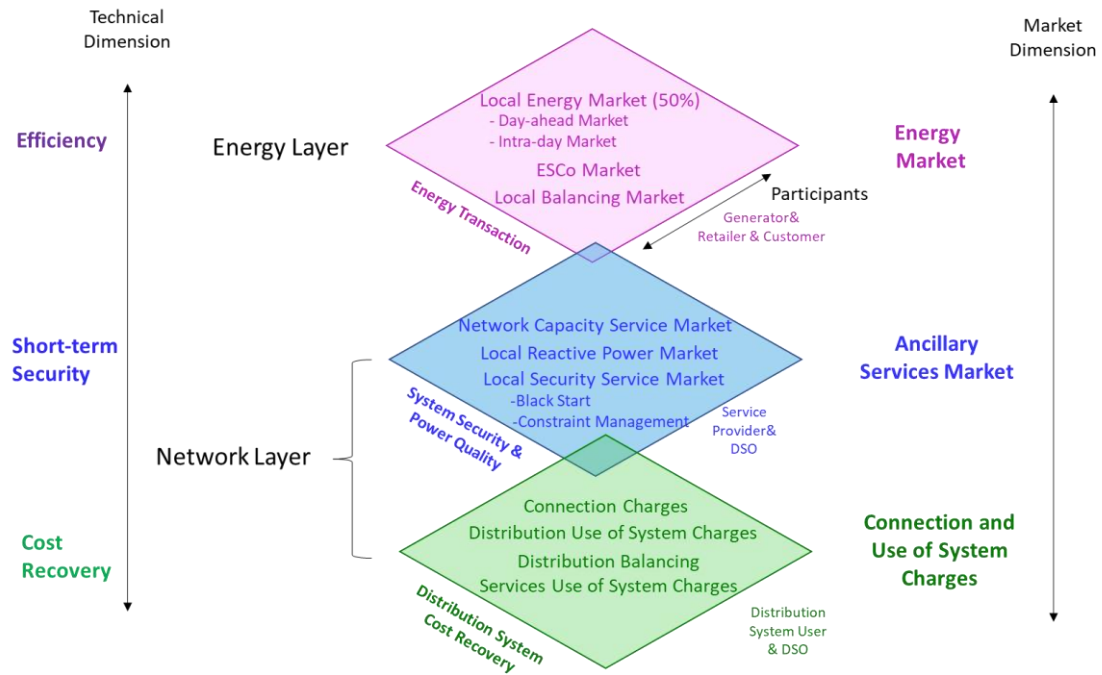 Technical
Dimension
Market
Dimension
Efficiency
Energy Layer
Local Energy Market (50%)
- Day-ahead Market
- Intra-day Market
ESCo Market
Local Balancing Market
Energy Transaction
Participants
Generator&
Retailer & Customer
Energy
Market
Short-term
Security
Network Capacity Service Market
Local Reactive Power Market
Local Security Service Market
-Black Start
-Constraint Management
System Security &
Power Quality
Service
Provider&
DSO
Ancillary
Services Market
Network Layer
Cost
Recovery
Connection Charges
Distribution Use of System Charges
Distribution Balancing
Services Use of System Charges
Distribution System
Cost Recovery
Distribution
System User
& DSO
Connection and
Use of System
Charges